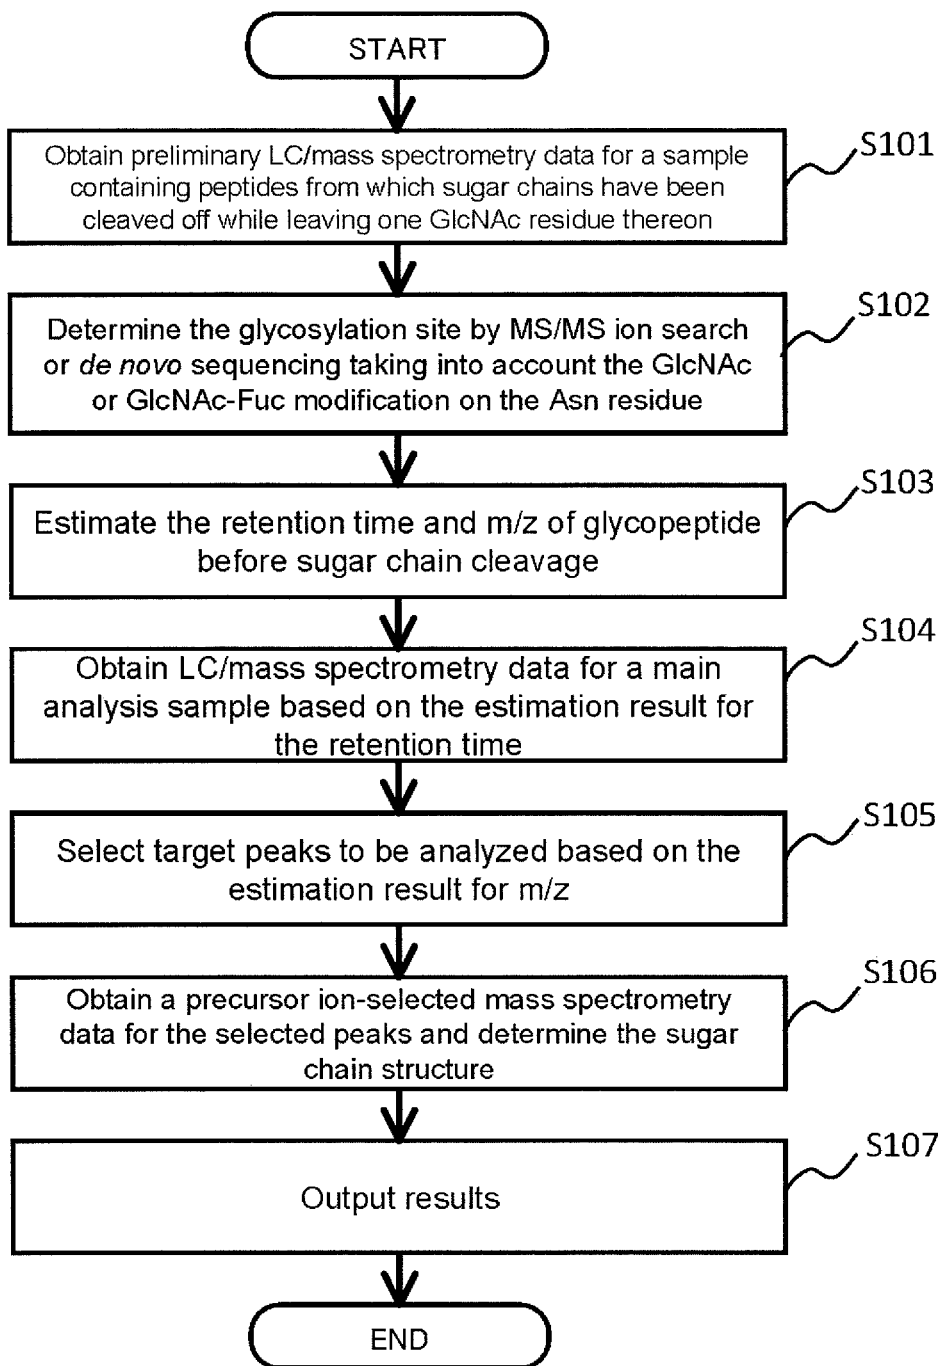 START
Obtain preliminary LC/mass spectrometry data for a sample
containing peptides from which sugar chains have been
cleaved off while leaving one GlcNAc residue thereon
S101
Determine the glycosylation site by MS/MS ion search
or de novo sequencing taking into account the GlcNAc
or GlcNAc-Fuc modification on the Asn residue
S102
Estimate the retention time and m/z of glycopeptide
before sugar chain cleavage
S103
Obtain LC/mass spectrometry data for a main
analysis sample based on the estimation result for
the retention time
S104
Select target peaks to be analyzed based on the
estimation result for m/z
S105
Obtain a precursor ion-selected mass spectrometry
data for the selected peaks and determine the sugar
chain structure
S106
Output results
S107
END